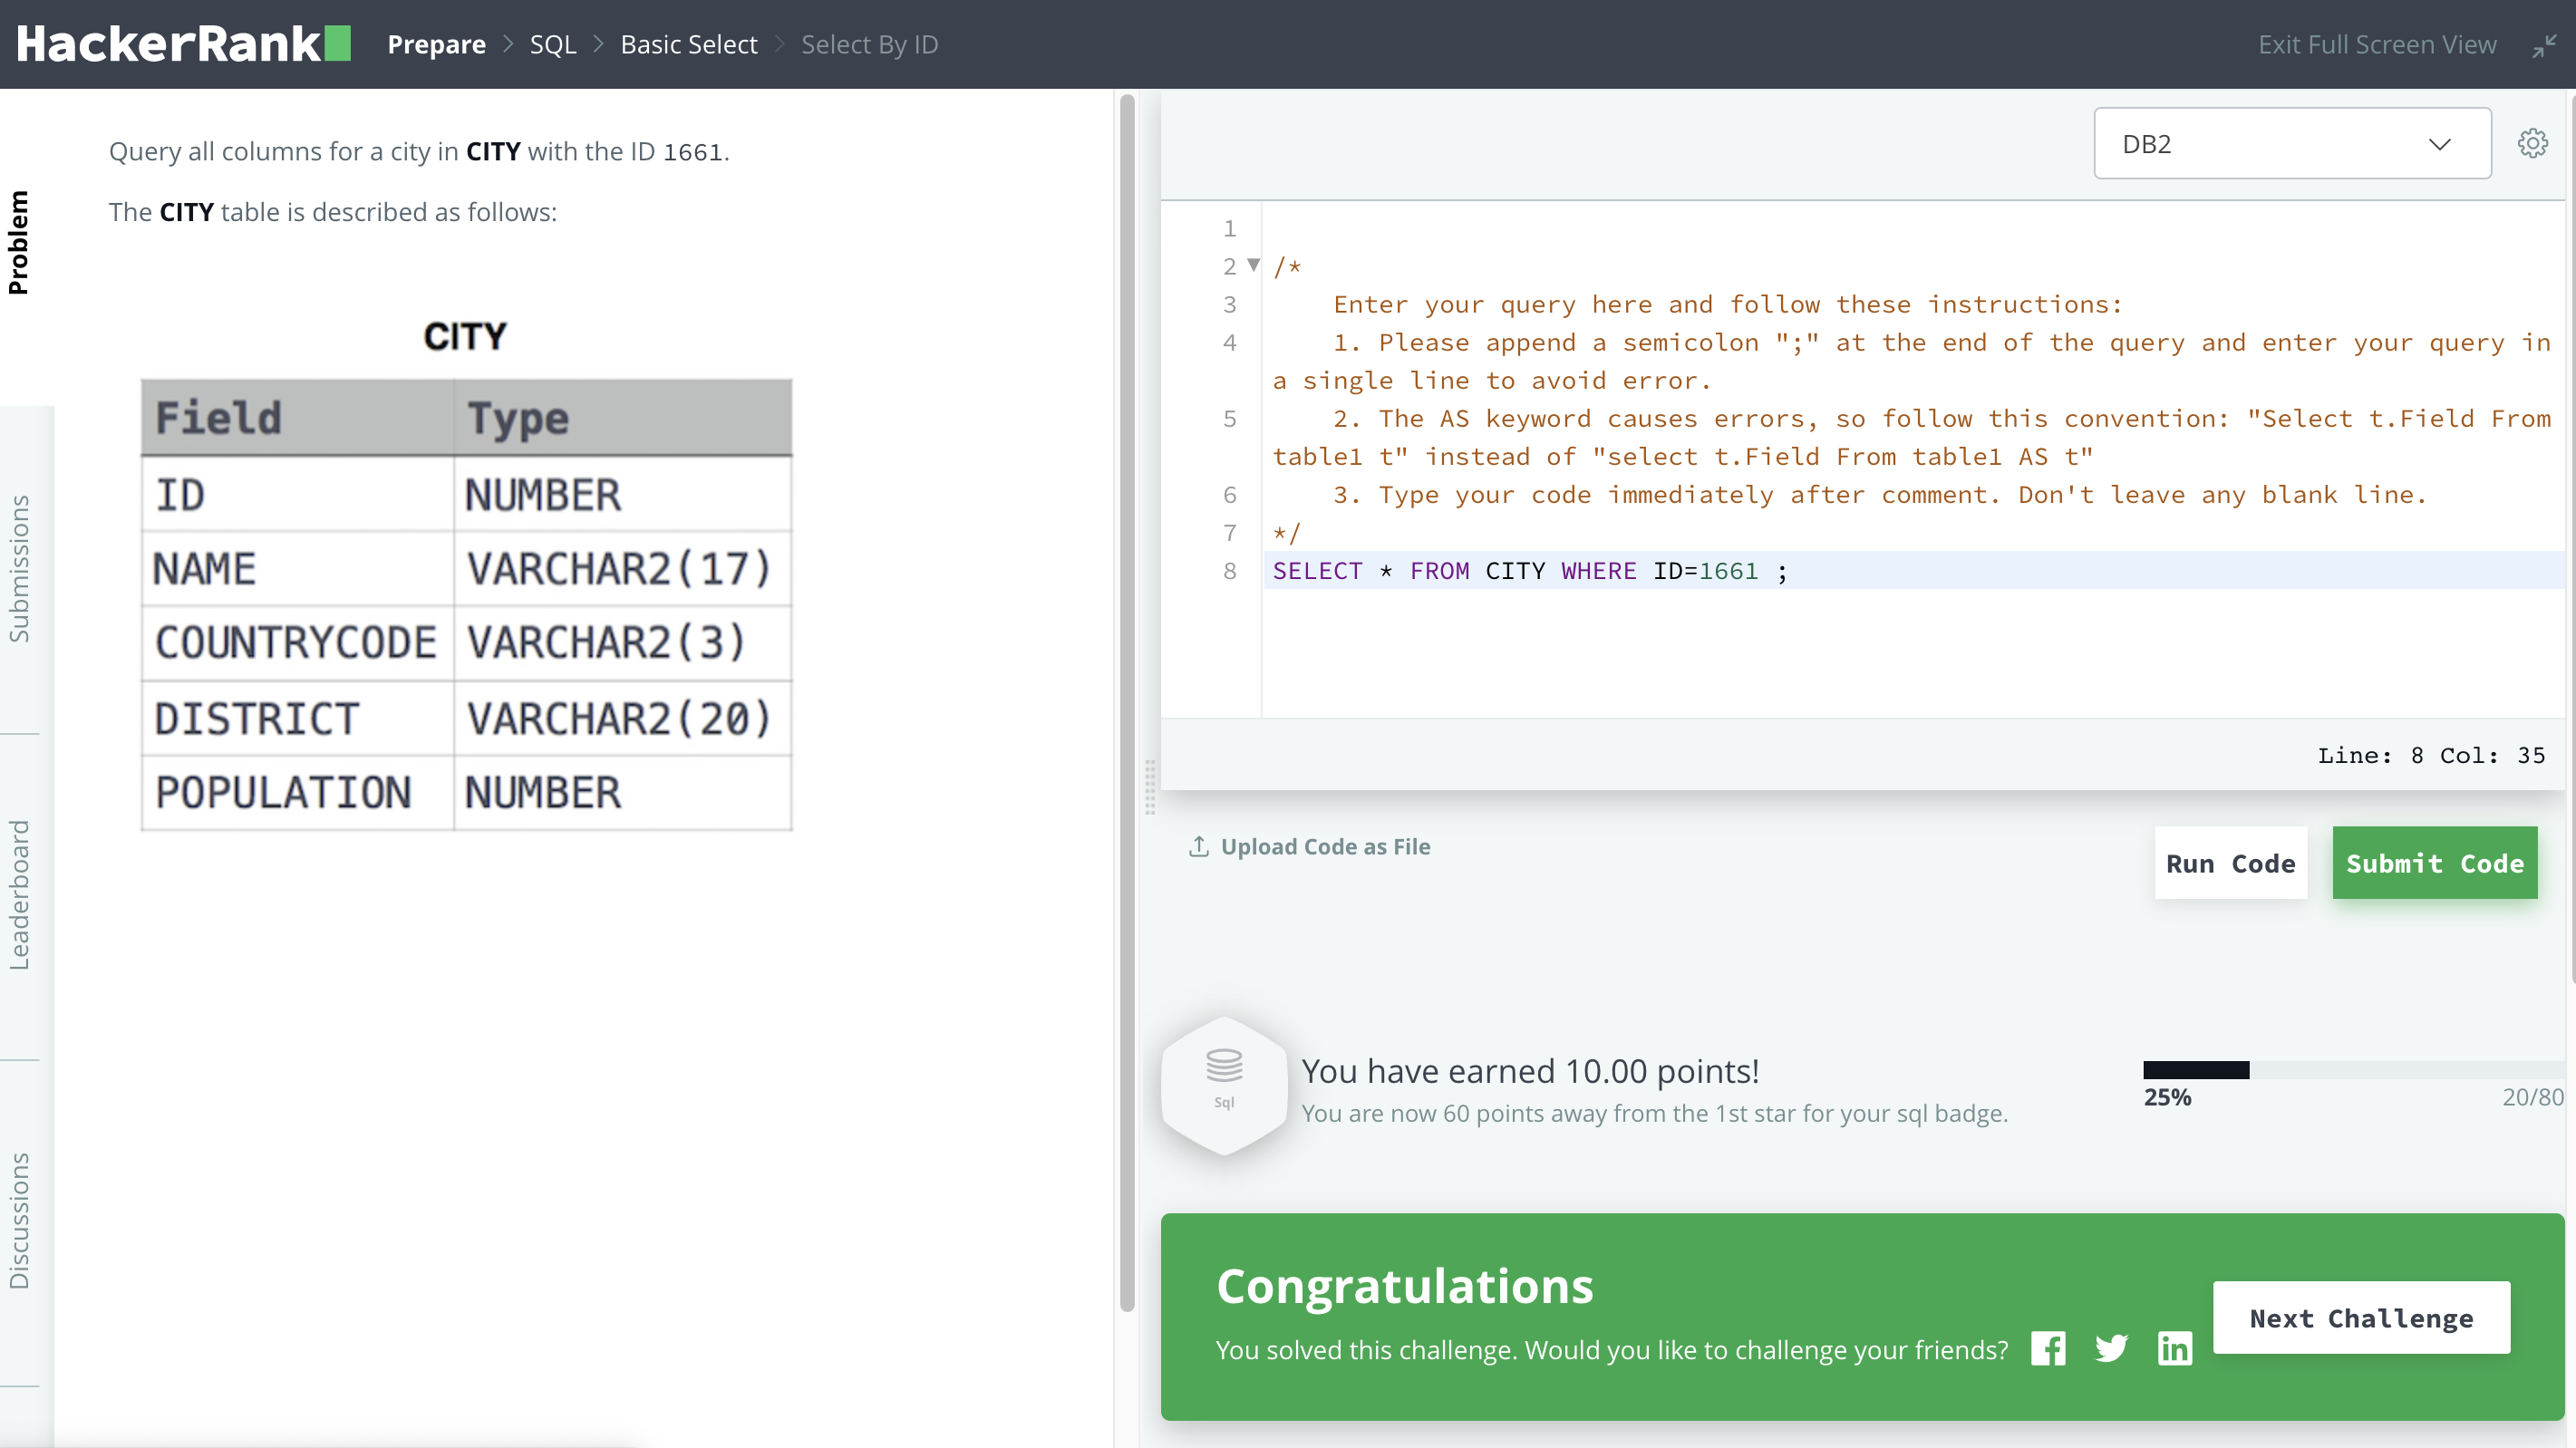 HackerRank
Prepare > SQL > Basic Select > Select By ID
Exit Full Screen View
Problem
Submissions
Leaderboard
Discussions
Query all columns for a city in CITY with the ID 1661.
The CITY table is described as follows:
CITY
Field Type
ID NUMBER
NAME VARCHAR2(17)
COUNTRYCODE VARCHAR2(3)
DISTRICT VARCHAR2(20)
POPULATION NUMBER
DB2
1
2 /*
3 Enter your query here and follow these instructions:
4 1. Please append a semicolon ";" at the end of the query and enter your query in
a single line to avoid error.
5 2. The AS keyword causes errors, so follow this convention: "Select t.Field From
table1 t" instead of "select t.Field From table1 AS t"
6 3. Type your code immediately after comment. Don't leave any blank line.
7 */
8 SELECT * FROM CITY WHERE ID=1661 ;
Line: 8 Col: 35
Upload Code as File
Run Code
Submit Code
Sql
You have earned 10.00 points!
You are now 60 points away from the 1st star for your sql badge.
25% 20/80
Congratulations
You solved this challenge. Would you like to challenge your friends?
Next Challenge